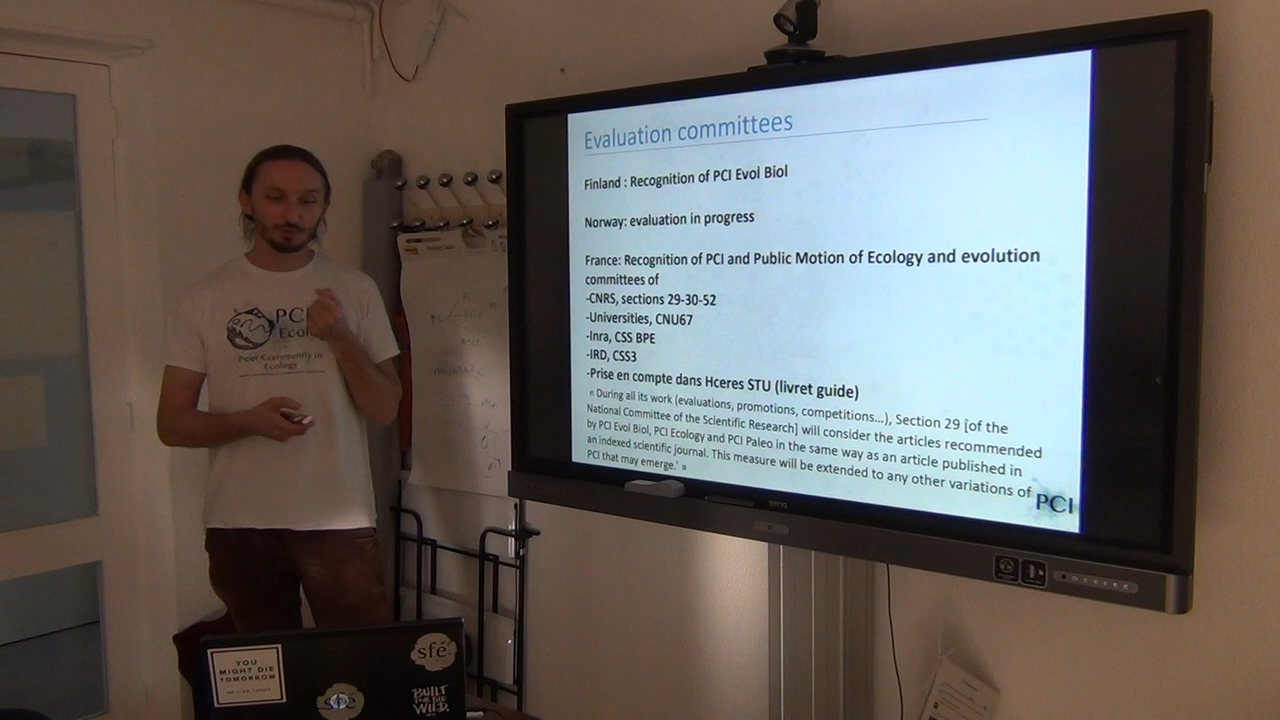 Evaluation committees
Finland : Recognition of PCI Evol Biol
Norway: evaluation in progress
France: Recognition of PCI and Public Motion of Ecology and evolution
committees of
-CNRS, sections 29-30-52
-Universities, CNU67
-Inra, CSS BPE
-IRD, CSS3
-Prise en compte dans Hceres STU (livret guide)
« During all its work (evaluations, promotions, competitions...), Section 29 [of the
National Committee of the Scientific Research] will consider the articles recommended
by PCI Evol Biol, PCI Ecology and PCI Paleo in the same way as an article published in
an indexed scientific journal. This measure will be extended to any other variations of
PCI that may emerge.' »
PCI
BenQ
PCI
Ecol
Peer Community in
Ecology
YOU
MIGHT DIE
TOMORROW
sfé
sfe
BUILT
FOR THE
WILD.